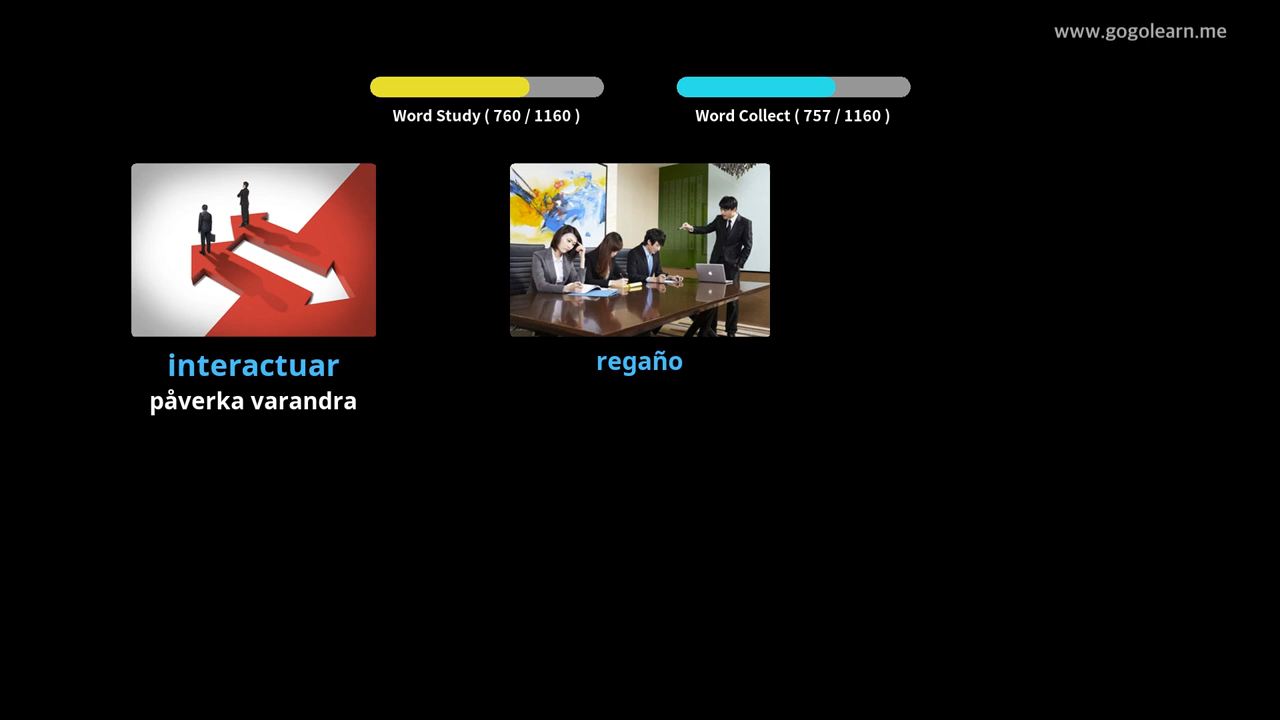 www.gogolearn.me
Word Study ( 760 / 1160 )
Word Collect ( 757 / 1160 )
interactuar
påverka varandra
regaño